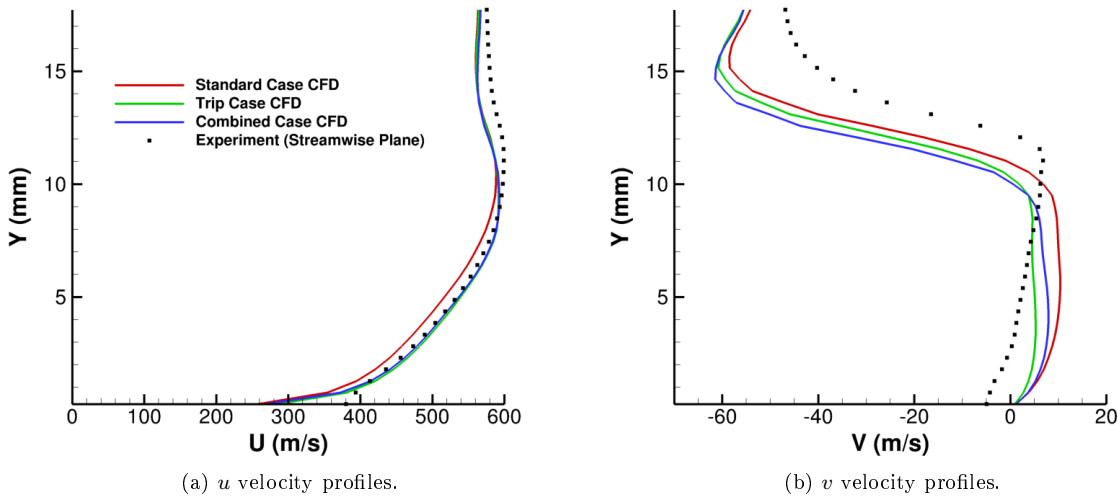 Y (mm)
15
10
5
Standard Case CFD
Trip Case CFD
Combined Case CFD
Experiment (Streamwise Plane)
0 100 200 300 400 500 600
U (m/s)
(a) u velocity profiles.
Y (mm)
15
10
5
-60 -40 -20 0 20
V (m/s)
(b) v velocity profiles.